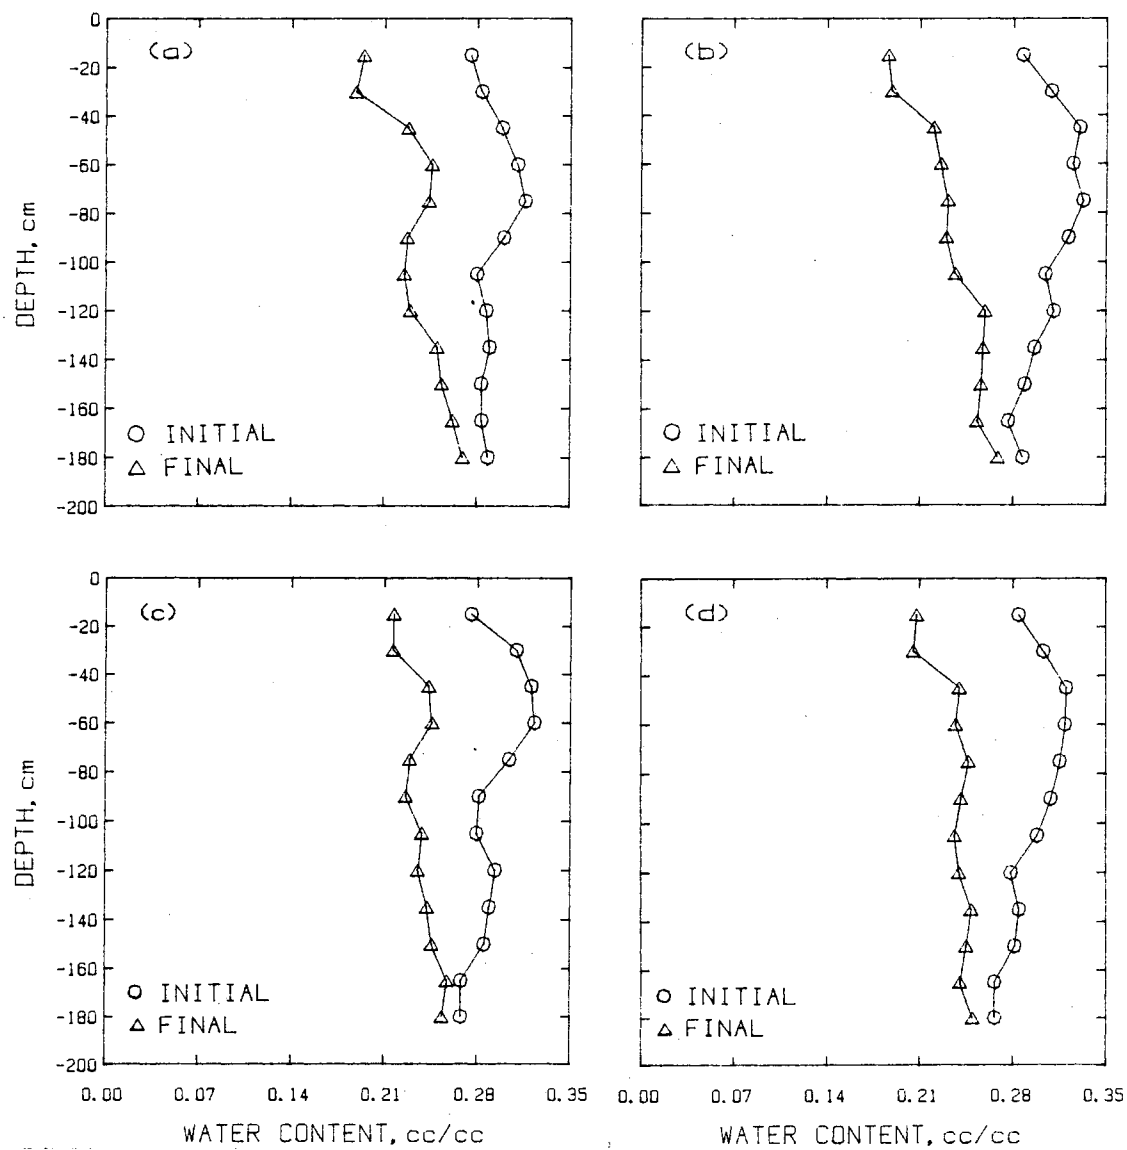 0
-20
-40
-60
-80
-100
-120
-140
-160
-180
-200
DEPTH, cm
(a)
○ INITIAL
△ FINAL
(b)
○ INITIAL
△ FINAL
0
-20
-40
-60
-80
-100
-120
-140
-160
-180
-200
DEPTH, cm
(c)
○ INITIAL
△ FINAL
0.00 0.07 0.14 0.21 0.28 0.35
WATER CONTENT, cc/cc
(d)
○ INITIAL
△ FINAL
0.00 0.07 0.14 0.21 0.28 0.35
WATER CONTENT, cc/cc